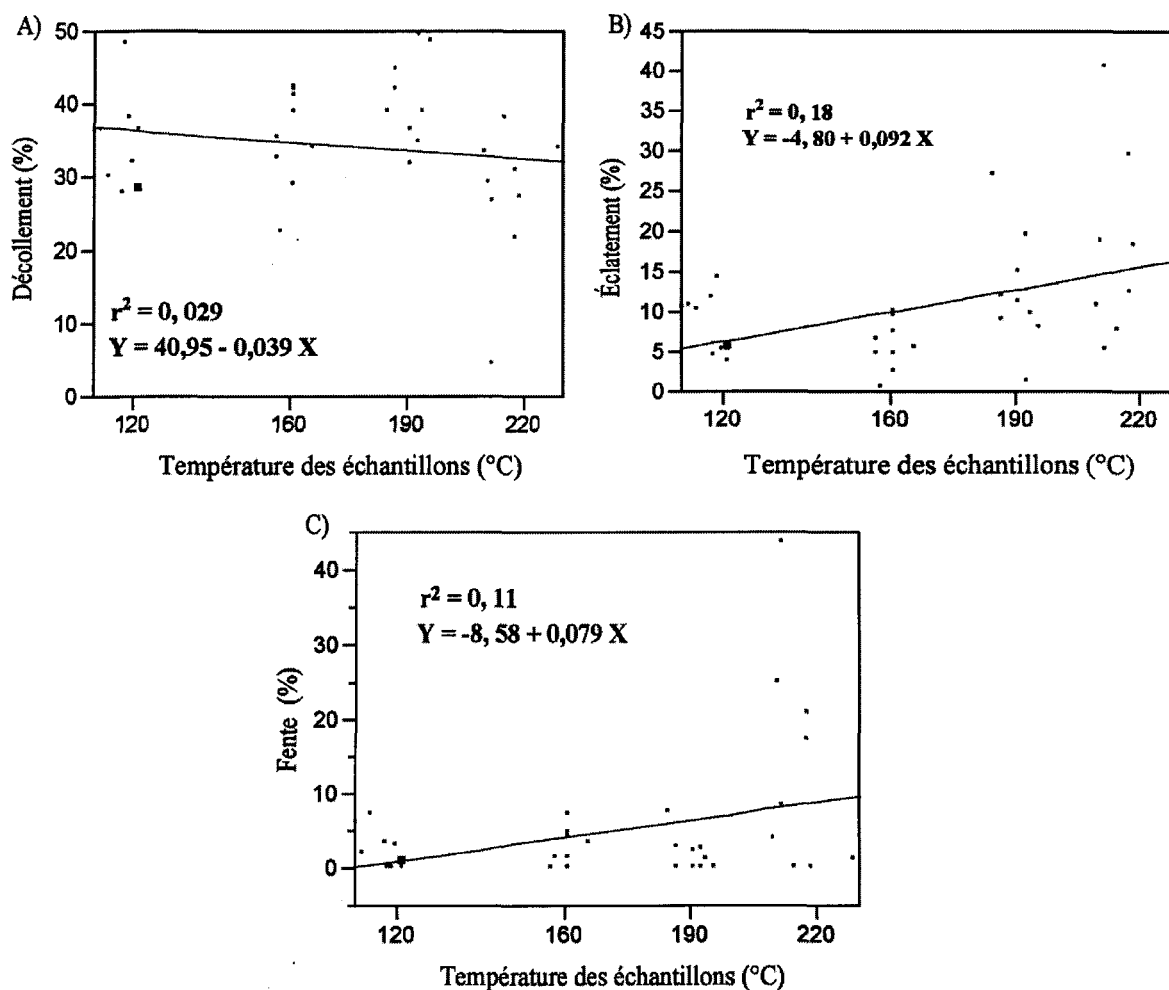 A)
50
40
30
20
10
0
Décollement (%)
r² = 0, 029
Y = 40,95 - 0,039 X
120 160 190 220
Température des échantillons (°C)
B)
45
40
35
30
25
20
15
10
5
0
Éclatement (%)
r² = 0, 18
Y = -4, 80 + 0,092 X
120 160 190 220
Température des échantillons (°C)
C)
40
30
20
10
0
Fente (%)
r² = 0, 11
Y = -8, 58 + 0,079 X
120 160 190 220
Température des échantillons (°C)